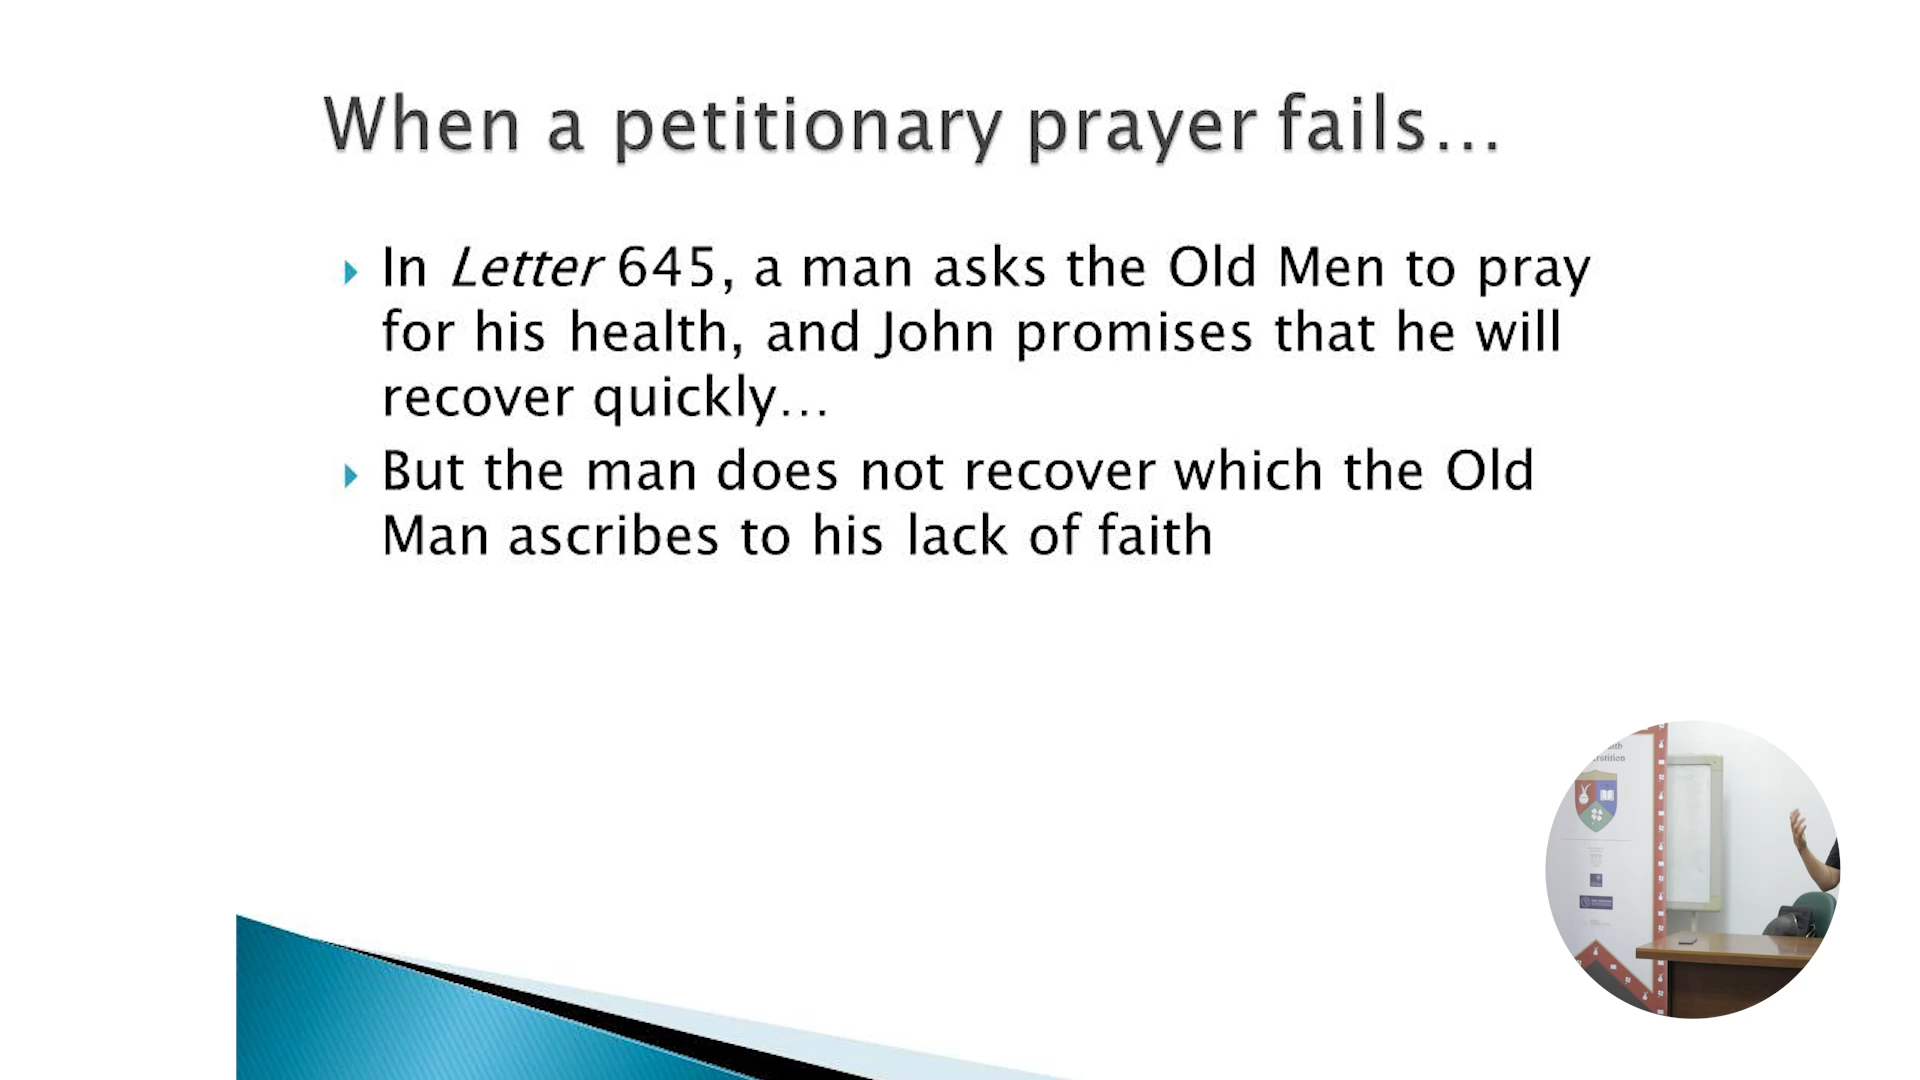 When a petitionary prayer fails…
In Letter 645, a man asks the Old Men to pray
for his health, and John promises that he will
recover quickly…
But the man does not recover which the Old
Man ascribes to his lack of faith